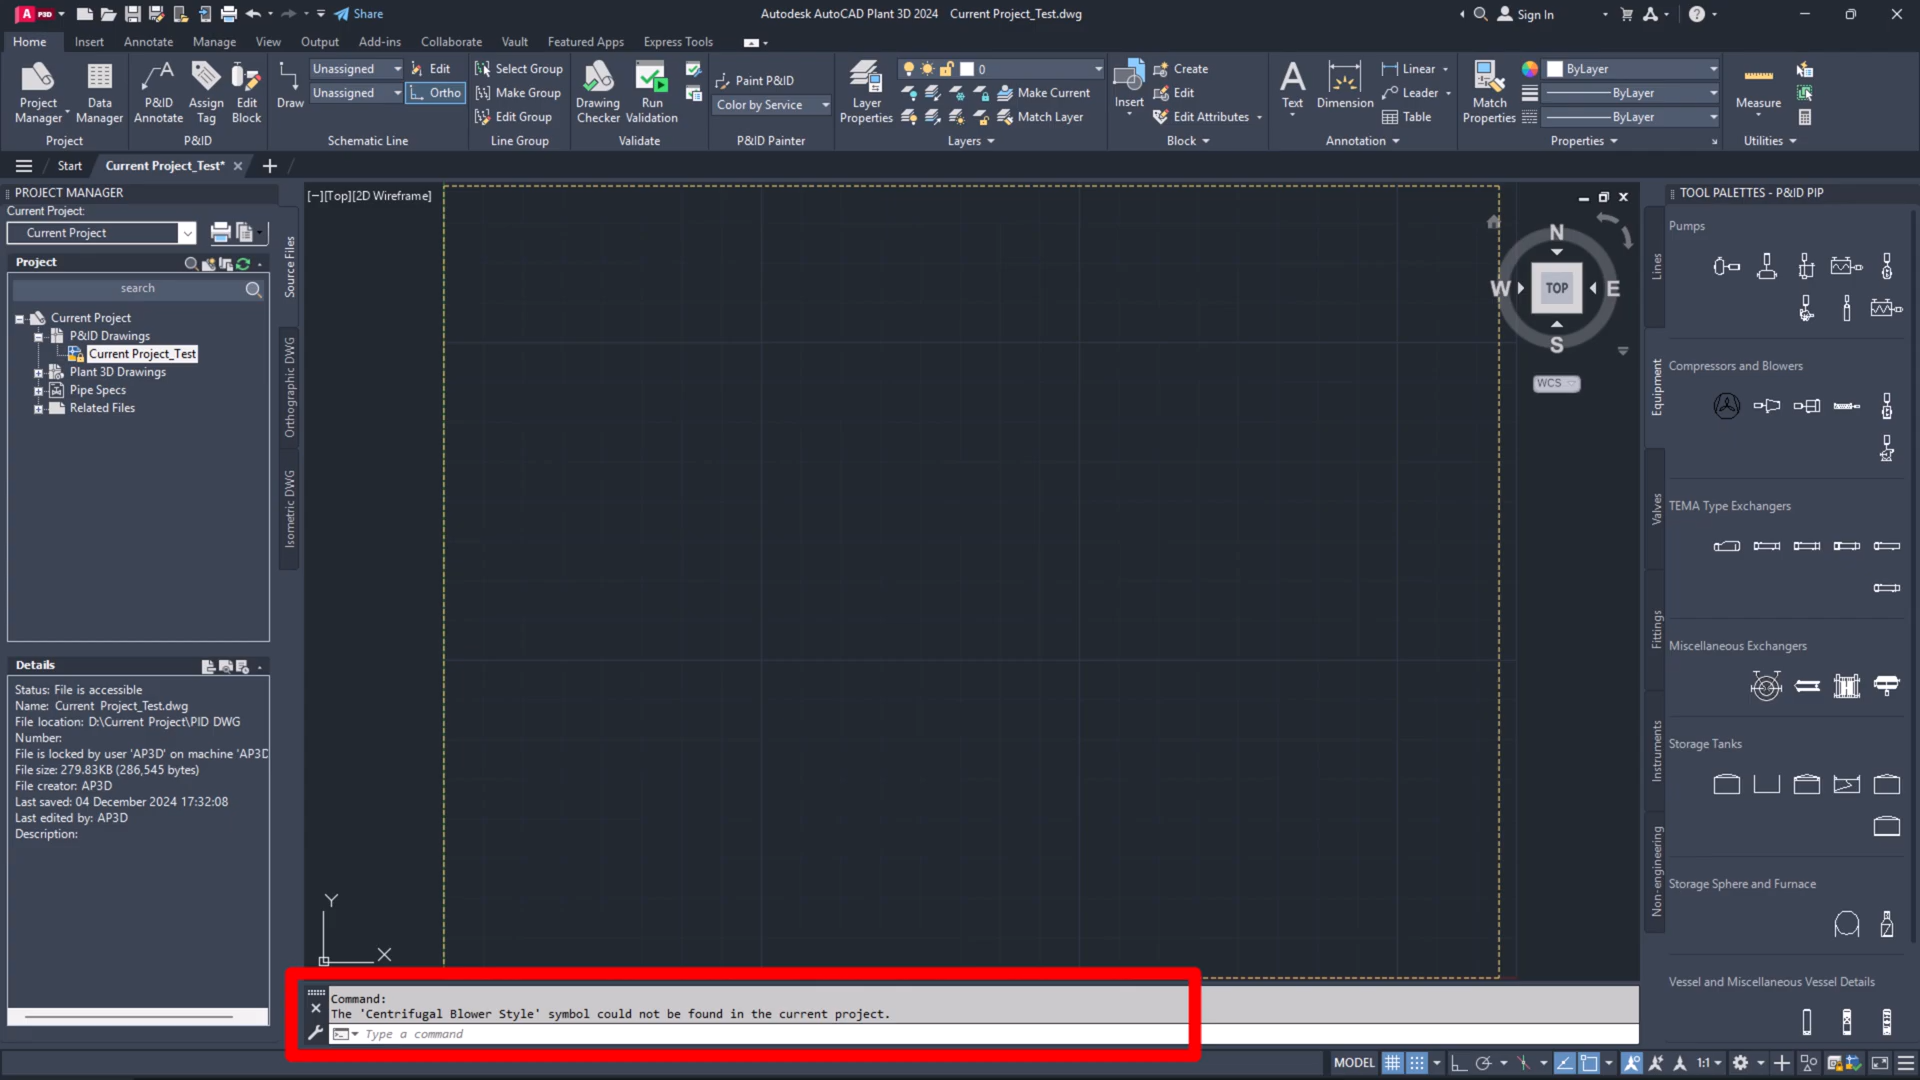 A P3D Share Autodesk AutoCAD Plant 3D 2024 Current Project_Test.dwg Sign In
Home Insert Annotate Manage View Output Add-ins Collaborate Vault Featured Apps Express Tools
Project Manager
Data Manager
Project
P&ID Annotate
Assign Tag
Edit Block
P&ID
Draw
Unassigned
Unassigned
Edit
Ortho
Schematic Line
Select Group
Make Group
Edit Group
Line Group
Drawing Checker
Run Validation
Validate
Paint P&ID
Color by Service
P&ID Painter
Layer Properties
0
Make Current
Match Layer
Layers
Insert
Create
Edit
Edit Attributes
Block
Text
Dimension
Linear
Leader
Table
Annotation
Match Properties
ByLayer
ByLayer
ByLayer
Properties
Measure
Utilities
Start Current Project_Test*
PROJECT MANAGER
Current Project:
Current Project
Project
search
Current Project
P&ID Drawings
Current Project_Test
Plant 3D Drawings
Pipe Specs
Related Files
Source Files
Orthographic DWG
Isometric DWG
Details
Status: File is accessible
Name: Current Project_Test.dwg
File location: D:\Current Project\PID DWG
Number:
File is locked by user 'AP3D' on machine 'AP3D
File size: 279.83KB (286,545 bytes)
File creator: AP3D
Last saved: 04 December 2024 17:32:08
Last edited by: AP3D
Description:
[−][Top][2D Wireframe]
N
W TOP E
S
WCS
Y
X
Command:
The 'Centrifugal Blower Style' symbol could not be found in the current project.
Type a command
TOOL PALETTES - P&ID PIP
Lines
Equipment
Valves
Fittings
Instruments
Non-engineering
Pumps
Compressors and Blowers
TEMA Type Exchangers
Miscellaneous Exchangers
Storage Tanks
Storage Sphere and Furnace
Vessel and Miscellaneous Vessel Details
MODEL 1:1